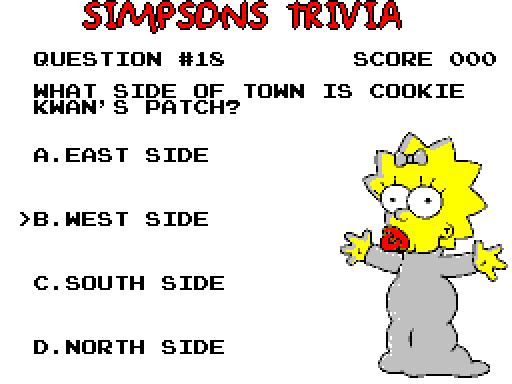 SIMPSONS TRIVIA
QUESTION #18 SCORE 000
WHAT SIDE OF TOWN IS COOKIE
KWAN'S PATCH?
A.EAST SIDE
>B.WEST SIDE
C.SOUTH SIDE
D.NORTH SIDE